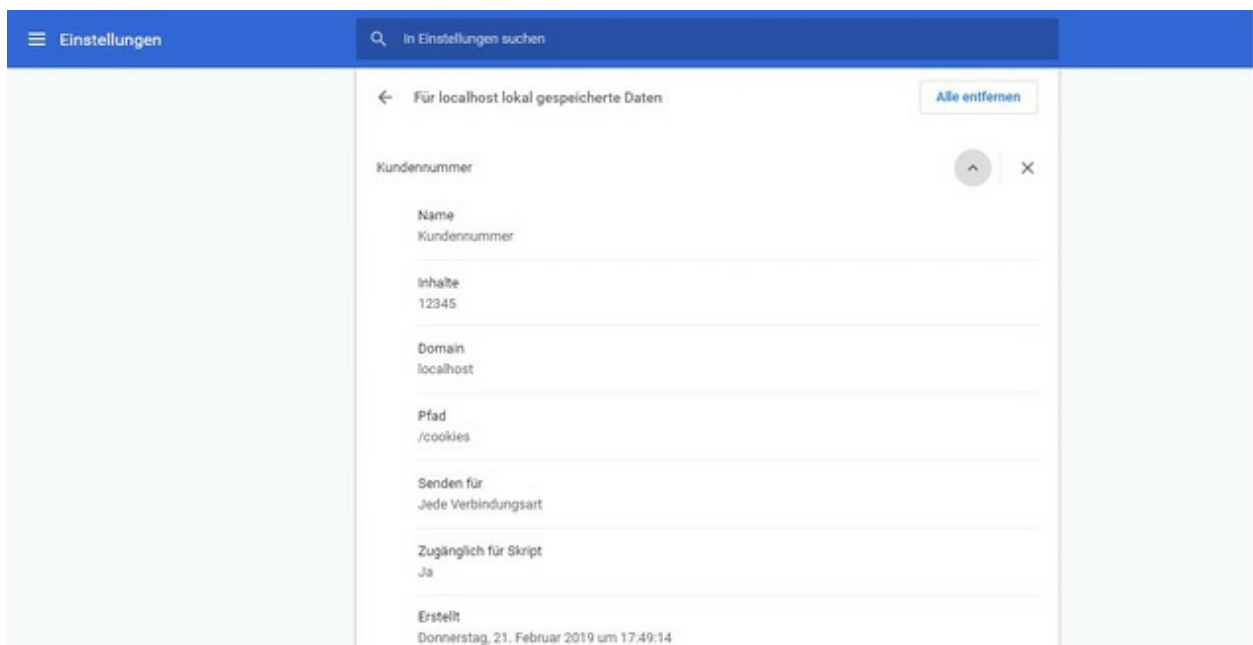 Einstellungen
In Einstellungen suchen
Für localhost lokal gespeicherte Daten
Alle entfernen
Kundennummer
Name
Kundennummer
Inhalte
12345
Domain
localhost
Pfad
/cookies
Senden für
Jede Verbindungsart
Zugänglich für Skript
Ja
Erstellt
Donnerstag, 21. Februar 2019 um 17:49:14